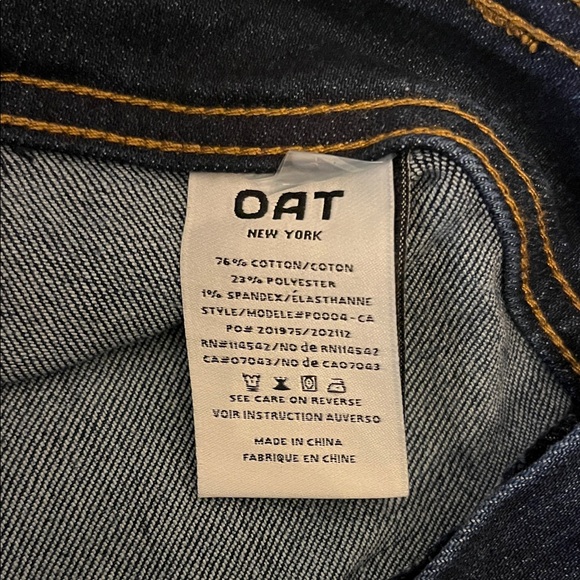 OAT
NEW YORK
76% COTTON/COTON
23% POLYESTER
1% SPANDEX/ÉLASTHANNE
STYLE/MODELE#P0004-CA
PO# 201975/202112
RN#114542/NO de RN114542
CA#07043/NO de CA07043
SEE CARE ON REVERSE
VOIR INSTRUCTION AUVERSO
MADE IN CHINA
FABRIQUE EN CHINE